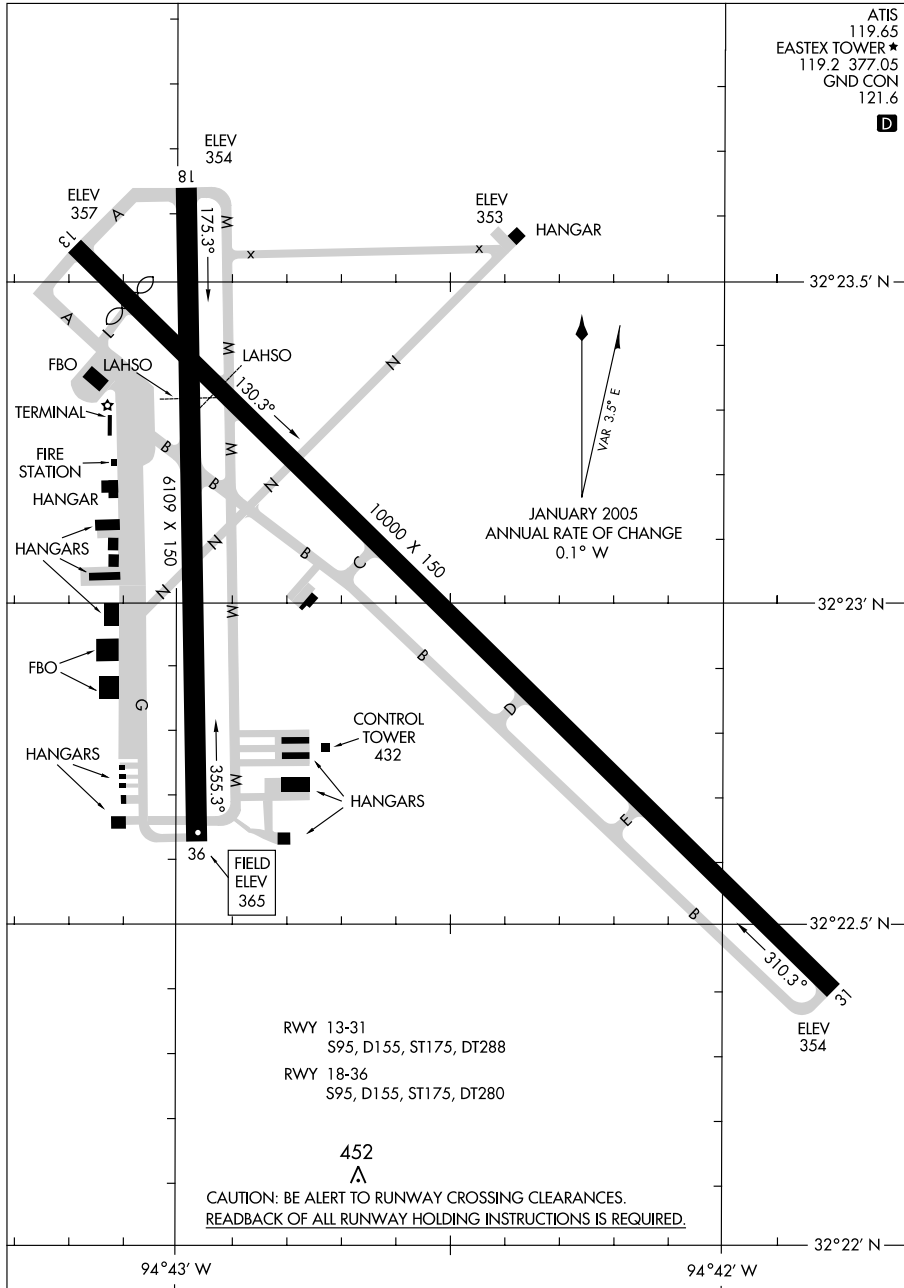 ATIS
119.65
EASTEX TOWER ★
119.2 377.05
GND CON
121.6
D
ELEV
354
18
ELEV
357
A
13
175.3°
M
ELEV
353
X
X
HANGAR
32°23.5' N
A
L
FBO
LAHSO
LAHSO
M
N
130.3°
VAR 3.5° E
TERMINAL
B
M
FIRE
STATION
B
N
HANGAR
6109 X 150
10000 X 150
JANUARY 2005
ANNUAL RATE OF CHANGE
0.1° W
HANGARS
N
B
C
N
M
32°23' N
FBO
B
G
D
CONTROL
TOWER
432
HANGARS
355.3°
M
HANGARS
E
36
FIELD
ELEV
365
B
32°22.5' N
310.3°
31
ELEV
354
RWY 13-31
S95, D155, ST175, DT288
RWY 18-36
S95, D155, ST175, DT280
452
CAUTION: BE ALERT TO RUNWAY CROSSING CLEARANCES.
READBACK OF ALL RUNWAY HOLDING INSTRUCTIONS IS REQUIRED.
32°22' N
94°43' W
94°42' W